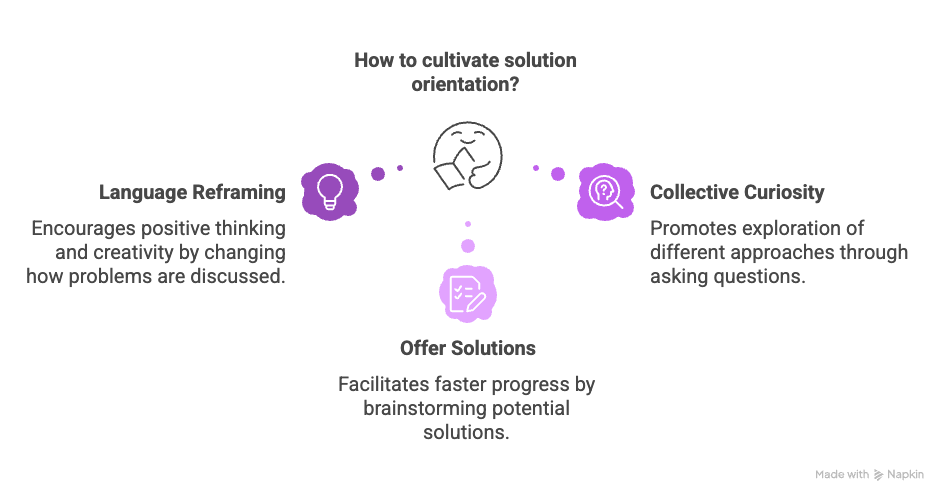 How to cultivate solution
orientation?
Language Reframing
Encourages positive thinking
and creativity by changing
how problems are discussed.
Collective Curiosity
Promotes exploration of
different approaches through
asking questions.
Offer Solutions
Facilitates faster progress by
brainstorming potential
solutions.
Made with Napkin